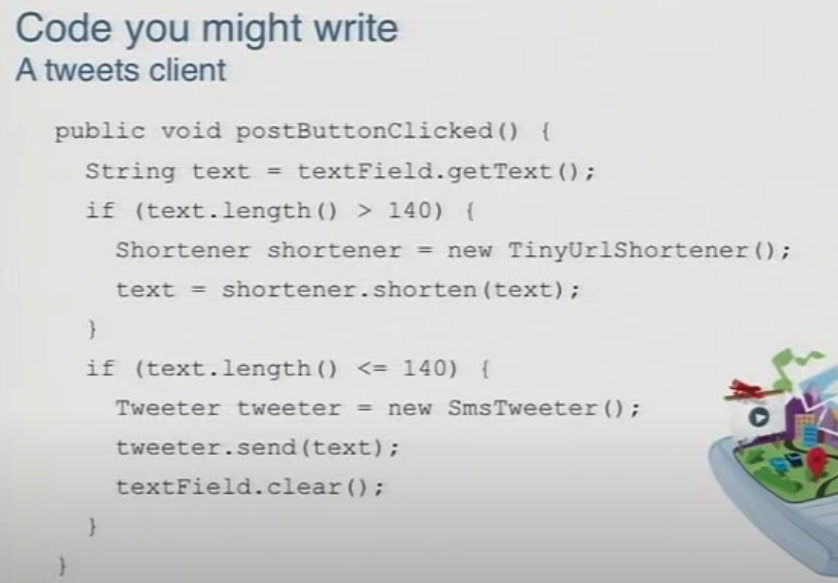 Code you might write
A tweets client
public void postButtonClicked() {
String text = textField.getText();
if (text.length() > 140) {
Shortener shortener = new TinyUrlShortener();
text = shortener.shorten(text);
}
if (text.length() <= 140) {
Tweeter tweeter = new SmsTweeter();
tweeter.send(text);
textField.clear();
}
}